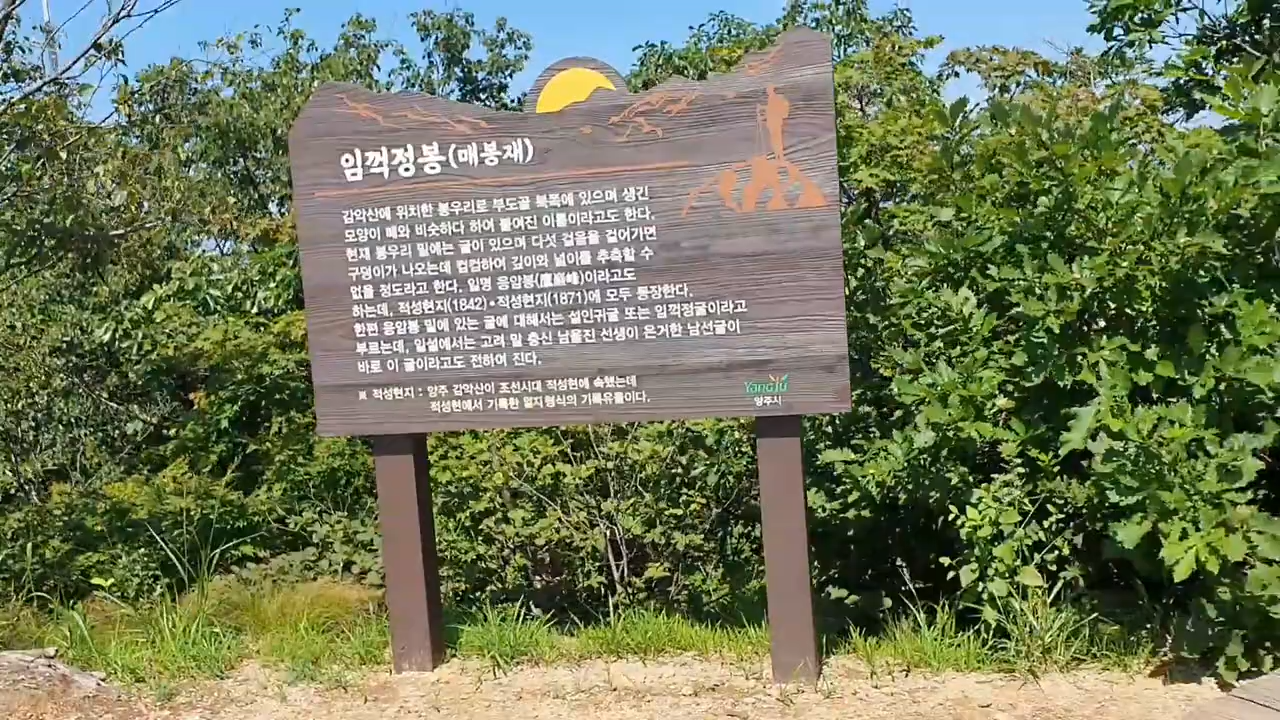 임꺽정봉(매봉재)
감악산에 위치한 봉우리로 부도골 북쪽에 있으며 생긴
모양이 매와 비슷하다 하여 붙여진 이름이라고도 한다.
현재 봉우리 밑에는 굴이 있으며 다섯 걸음을 걸어가면
구덩이가 나오는데 컴컴하여 깊이와 넓이를 추측할 수
없을 정도라고 한다. 일명 응암봉(鷹巖峰)이라고도
하는데, 적성현지(1842)•적성현지(1871)에 모두 등장한다.
한편 응암봉 밑에 있는 굴에 대해서는 설인귀굴 또는 임꺽정굴이라고
부르는데, 일설에서는 고려 말 충신 남을진 선생이 은거한 남선굴이
바로 이 굴이라고도 전하여 진다.
※ 적성현지 : 양주 감악산이 조선시대 적성현에 속했는데
적성현에서 기록한 일지형식의 기록유물이다.
YangJu
양주시